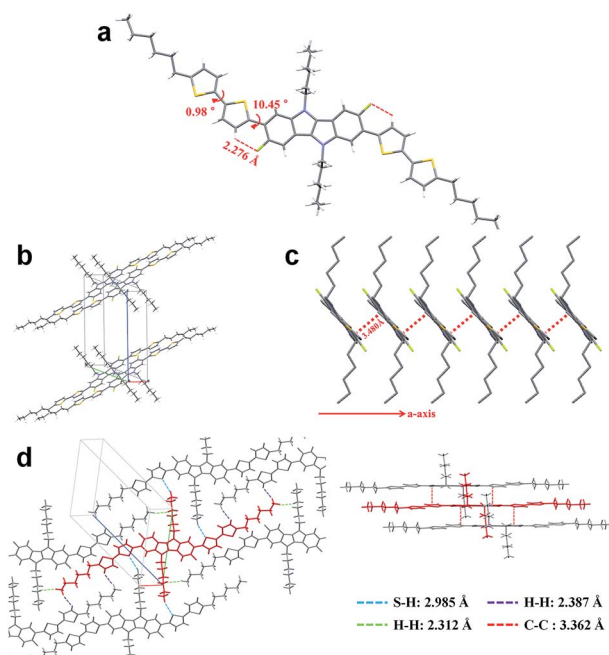 a
0.98 °
10.45 °
2.276 Å
b
c
3.480Å
a-axis
d
S-H: 2.985 Å
H-H: 2.387 Å
H-H: 2.312 Å
C-C : 3.362 Å